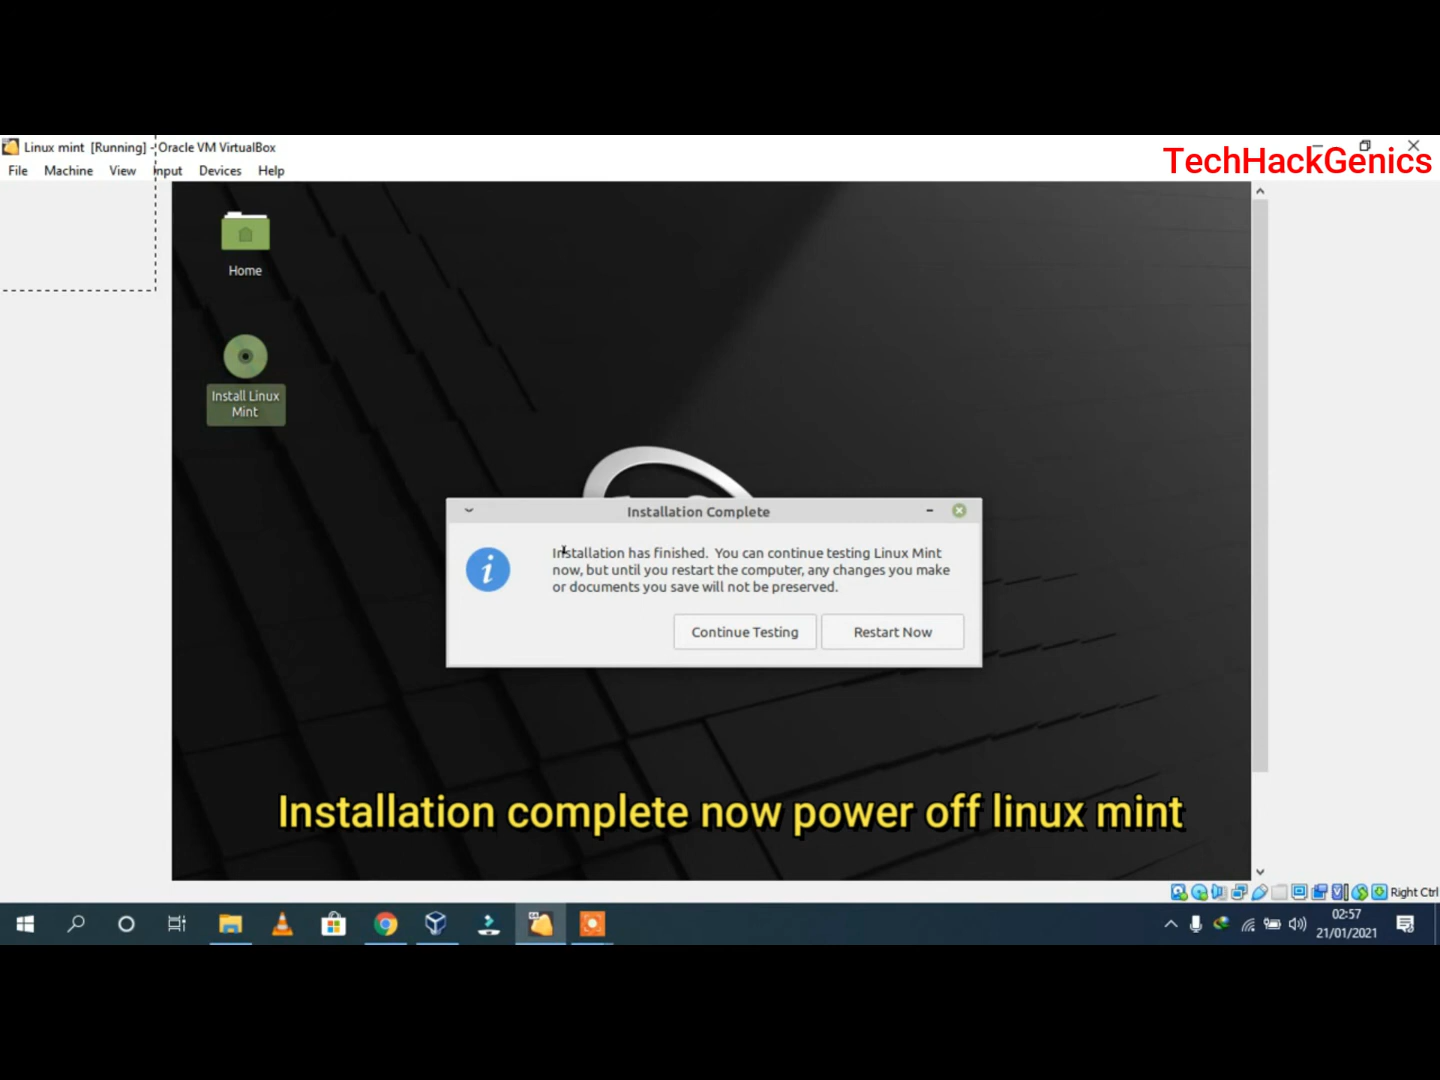 Linux mint [Running] - Oracle VM VirtualBox
TechHackGenics
File Machine View Input Devices Help
Home
Install Linux
Mint
Installation Complete
Installation has finished. You can continue testing Linux Mint
now, but until you restart the computer, any changes you make
or documents you save will not be preserved.
Continue Testing Restart Now
Installation complete now power off linux mint
Right Ctrl
02:57
21/01/2021